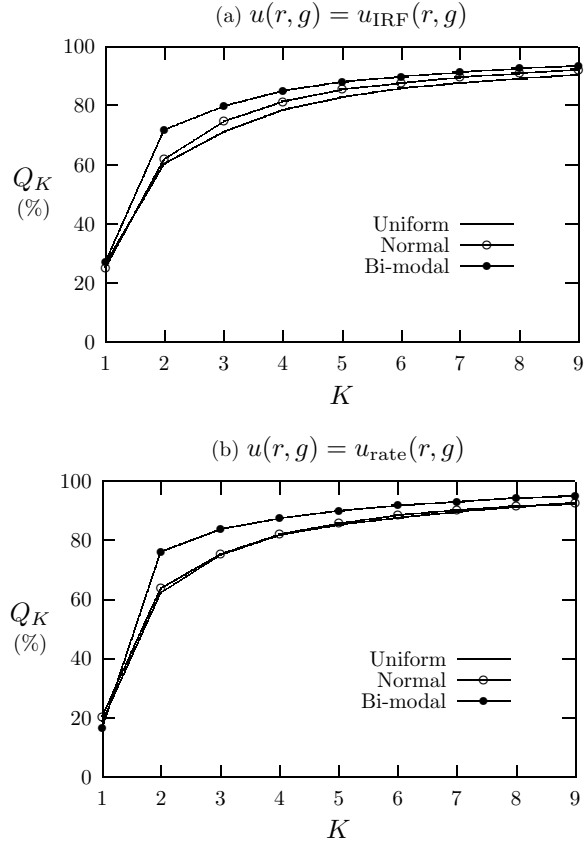 (a) u(r, g) = u_IRF(r, g)
100
80
60
40
20
0
Q_K
(%)
Uniform
Normal
Bi-modal
1 2 3 4 5 6 7 8 9
K
(b) u(r, g) = u_rate(r, g)
100
80
60
40
20
0
Q_K
(%)
Uniform
Normal
Bi-modal
1 2 3 4 5 6 7 8 9
K